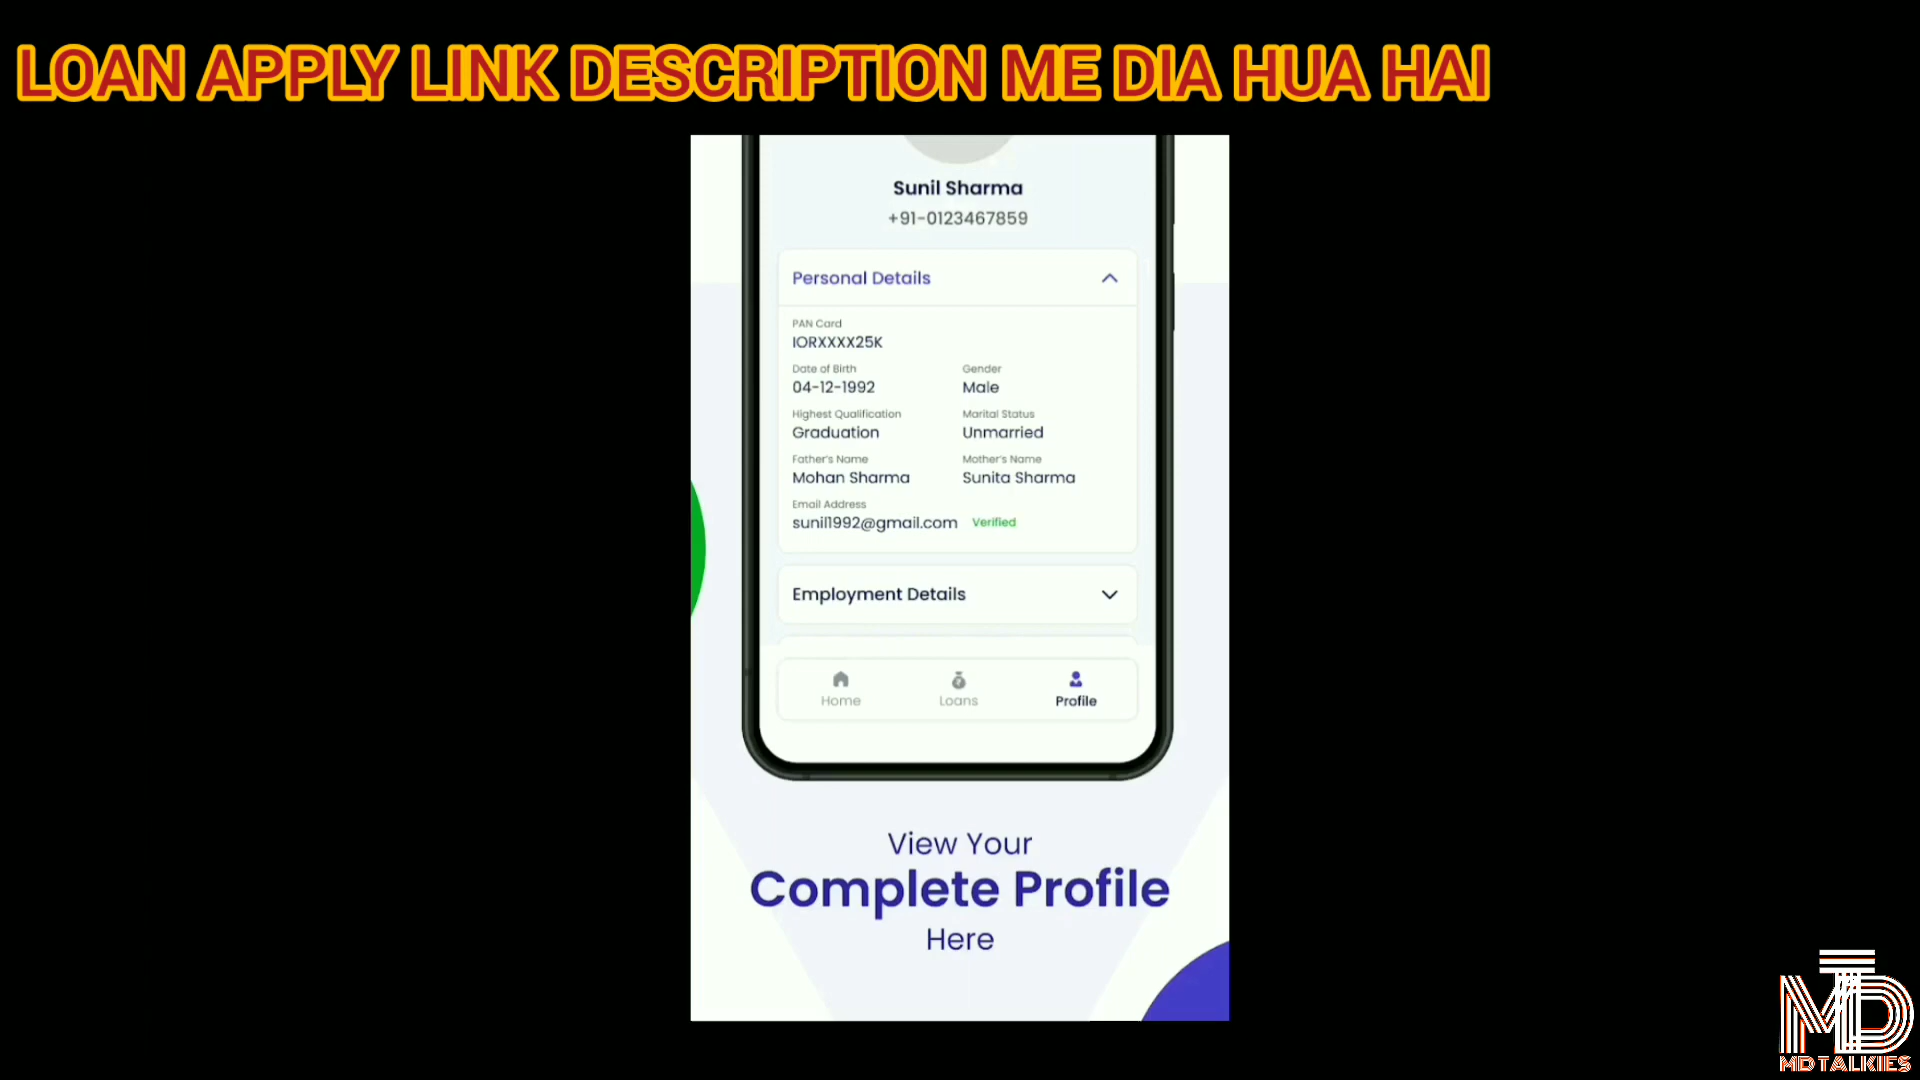 LOAN APPLY LINK DESCRIPTION ME DIA HUA HAI
Sunil Sharma
+91-0123467859
Personal Details
PAN Card
IORXXXX25K
Date of Birth Gender
04-12-1992 Male
Highest Qualification Marital Status
Graduation Unmarried
Father's Name Mother's Name
Mohan Sharma Sunita Sharma
Email Address
sunil1992@gmail.com Verified
Employment Details
Home Loans Profile
View Your
Complete Profile
Here
MD TALKIES